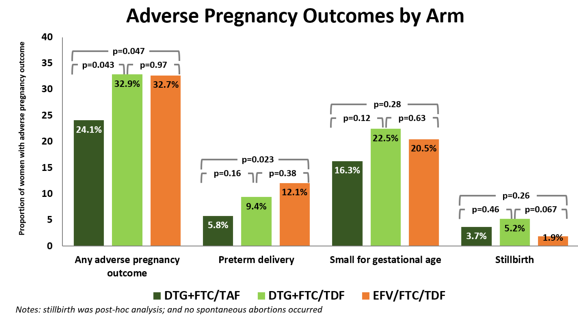 Adverse Pregnancy Outcomes by Arm
Proportion of women with adverse pregnancy outcome
40
35
30
25
20
15
10
5
0
p=0.047
p=0.043 p=0.97
24.1% 32.9% 32.7%
p=0.023
p=0.16 p=0.38
5.8% 9.4% 12.1%
p=0.28
p=0.12 p=0.63
16.3% 22.5% 20.5%
p=0.26
p=0.46 p=0.067
3.7% 5.2% 1.9%
Any adverse pregnancy
outcome
Preterm delivery
Small for gestational age
Stillbirth
DTG+FTC/TAF DTG+FTC/TDF EFV/FTC/TDF
Notes: stillbirth was post-hoc analysis; and no spontaneous abortions occurred